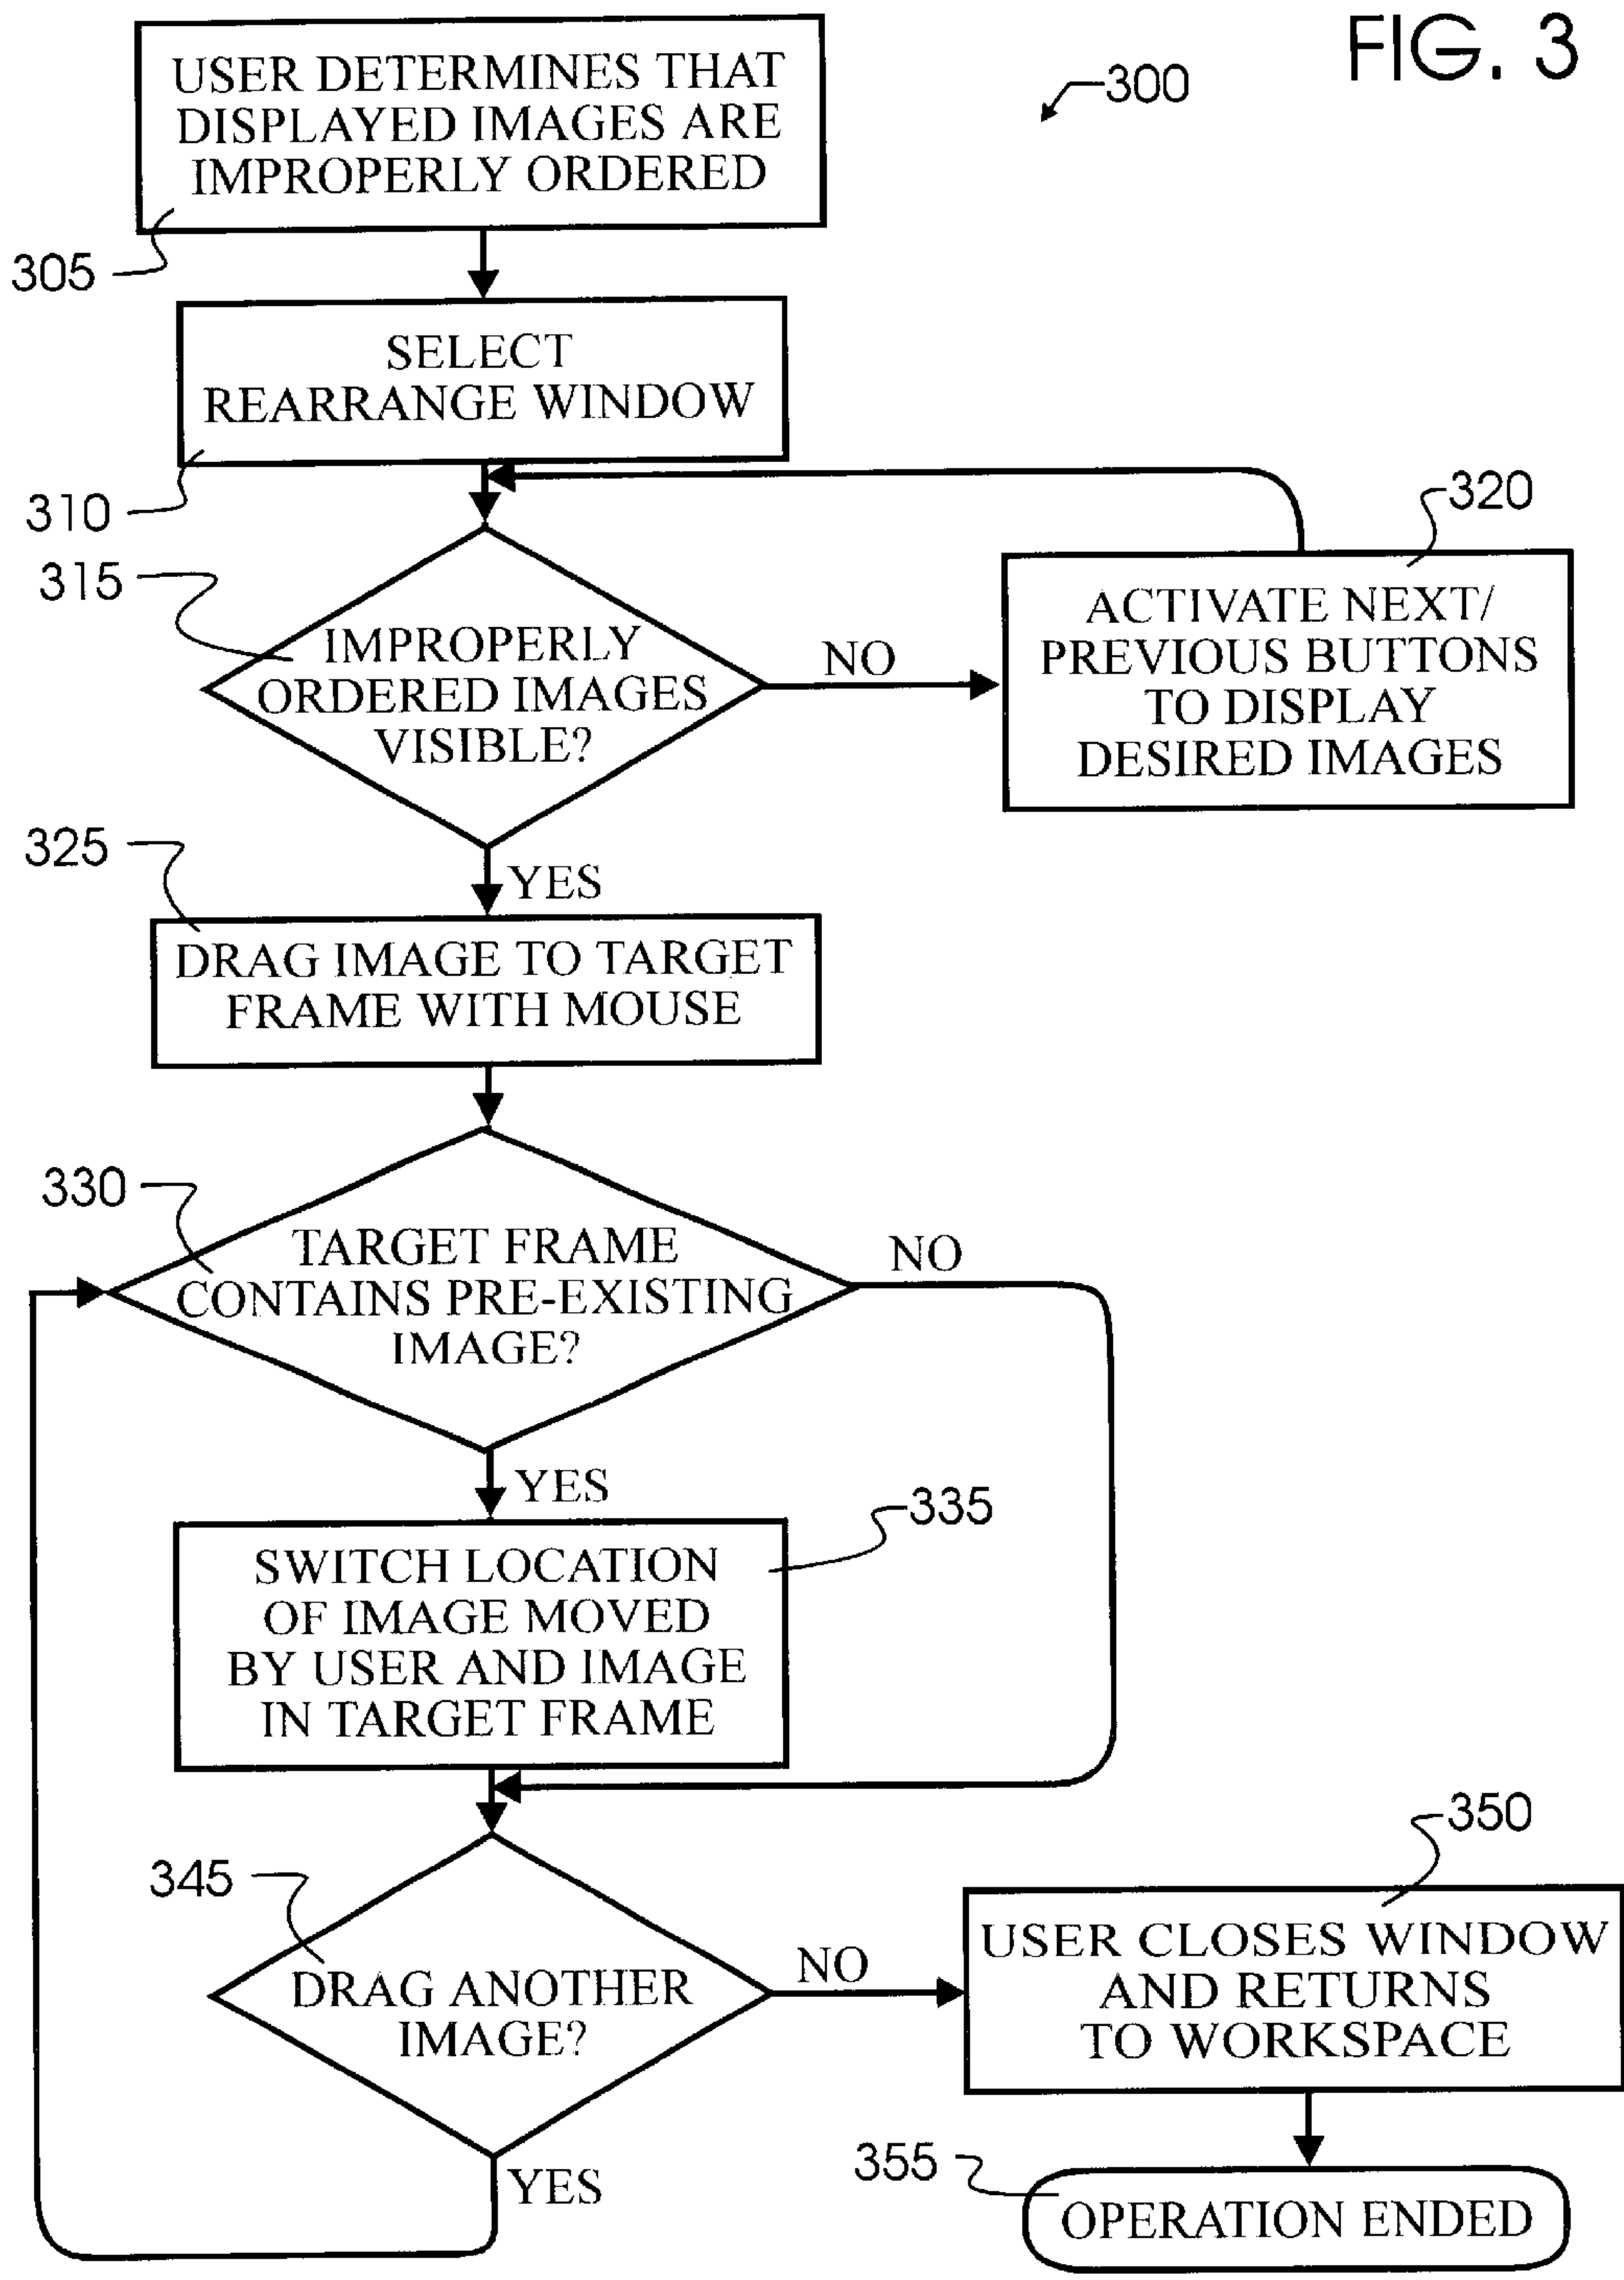 FIG. 3
300
USER DETERMINES THAT
DISPLAYED IMAGES ARE
IMPROPERLY ORDERED
305
SELECT
REARRANGE WINDOW
310
320
315
IMPROPERLY
ORDERED IMAGES
VISIBLE?
NO
ACTIVATE NEXT/
PREVIOUS BUTTONS
TO DISPLAY
DESIRED IMAGES
325
YES
DRAG IMAGE TO TARGET
FRAME WITH MOUSE
330
TARGET FRAME
CONTAINS PRE-EXISTING
IMAGE?
NO
YES
335
SWITCH LOCATION
OF IMAGE MOVED
BY USER AND IMAGE
IN TARGET FRAME
345
DRAG ANOTHER
IMAGE?
NO
350
USER CLOSES WINDOW
AND RETURNS
TO WORKSPACE
YES
355
OPERATION ENDED